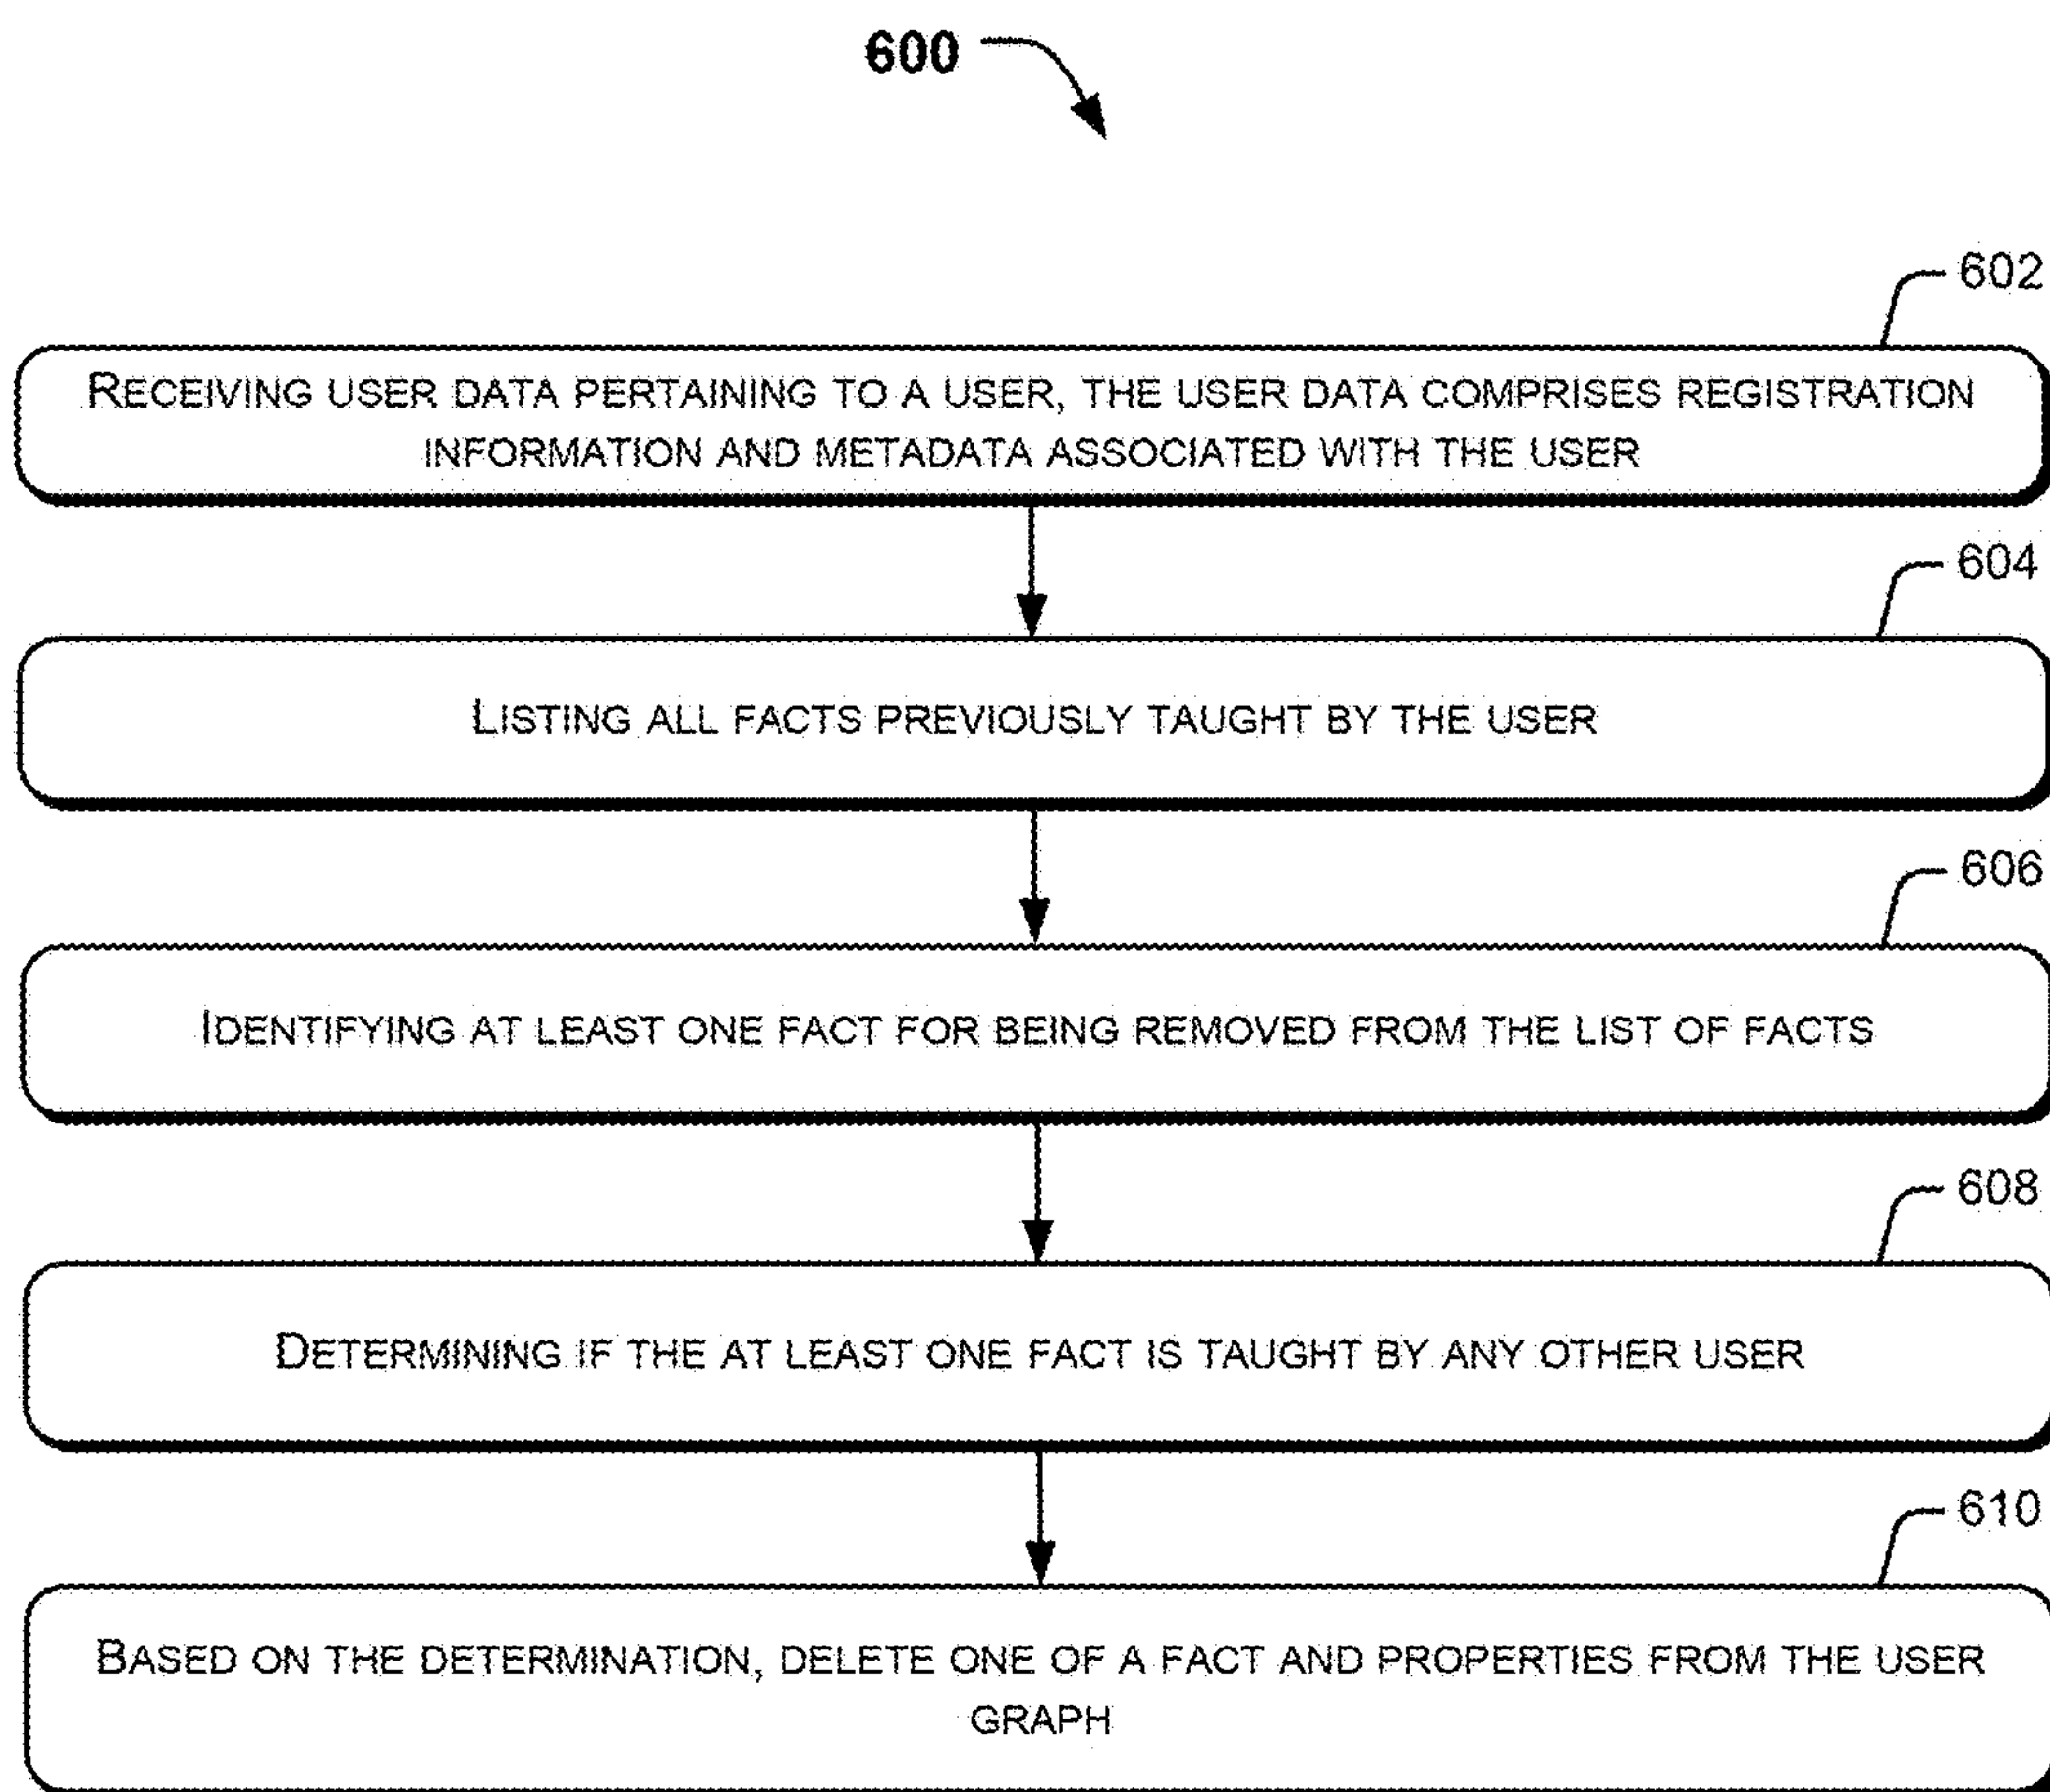 600
602
RECEIVING USER DATA PERTAINING TO A USER, THE USER DATA COMPRISES REGISTRATION
INFORMATION AND METADATA ASSOCIATED WITH THE USER
604
LISTING ALL FACTS PREVIOUSLY TAUGHT BY THE USER
606
IDENTIFYING AT LEAST ONE FACT FOR BEING REMOVED FROM THE LIST OF FACTS
608
DETERMINING IF THE AT LEAST ONE FACT IS TAUGHT BY ANY OTHER USER
610
BASED ON THE DETERMINATION, DELETE ONE OF A FACT AND PROPERTIES FROM THE USER
GRAPH